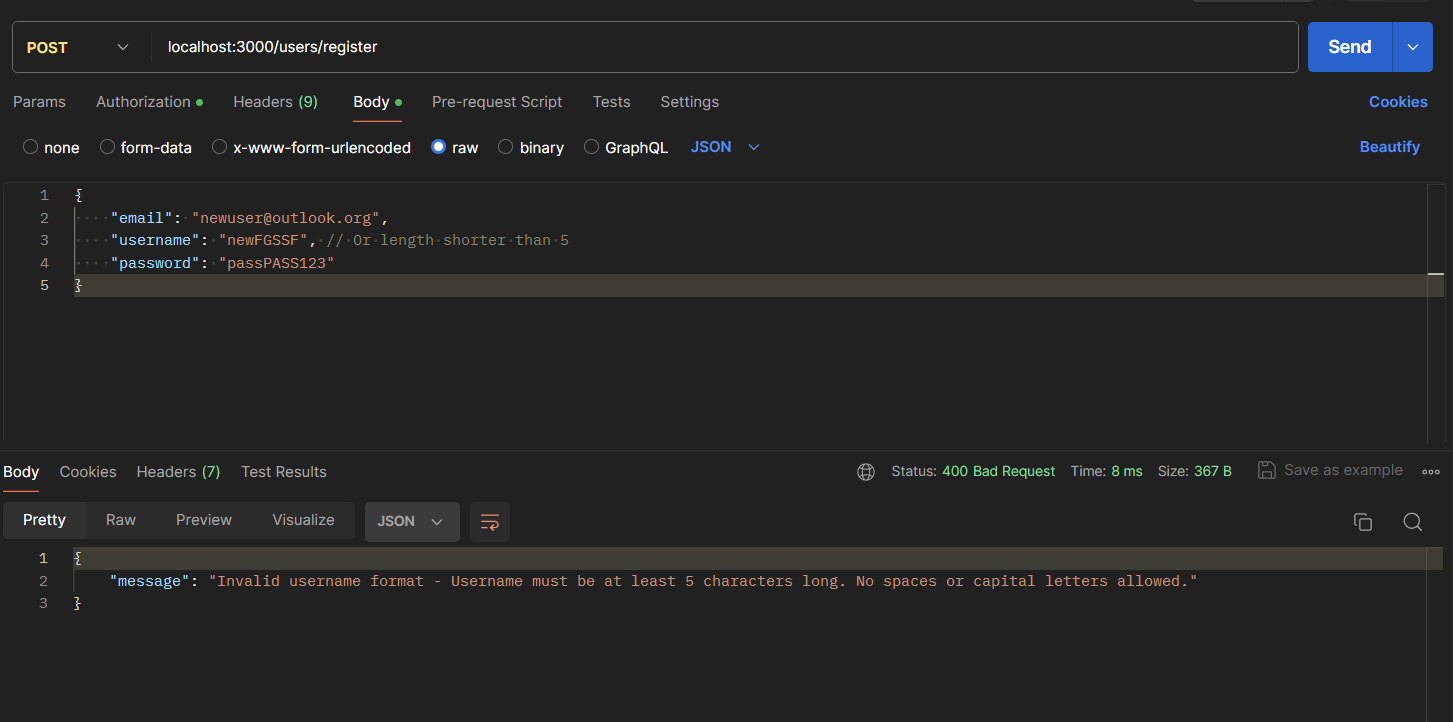 POST localhost:3000/users/register Send
Params Authorization Headers (9) Body Pre-request Script Tests Settings Cookies
none form-data x-www-form-urlencoded raw binary GraphQL JSON Beautify
1 {
2 "email": "newuser@outlook.org",
3 "username": "newFGSSF", // Or length shorter than 5
4 "password": "passPASS123"
5 }
Body Cookies Headers (7) Test Results Status: 400 Bad Request Time: 8 ms Size: 367 B Save as example
Pretty Raw Preview Visualize JSON
1 {
2 "message": "Invalid username format - Username must be at least 5 characters long. No spaces or capital letters allowed."
3 }